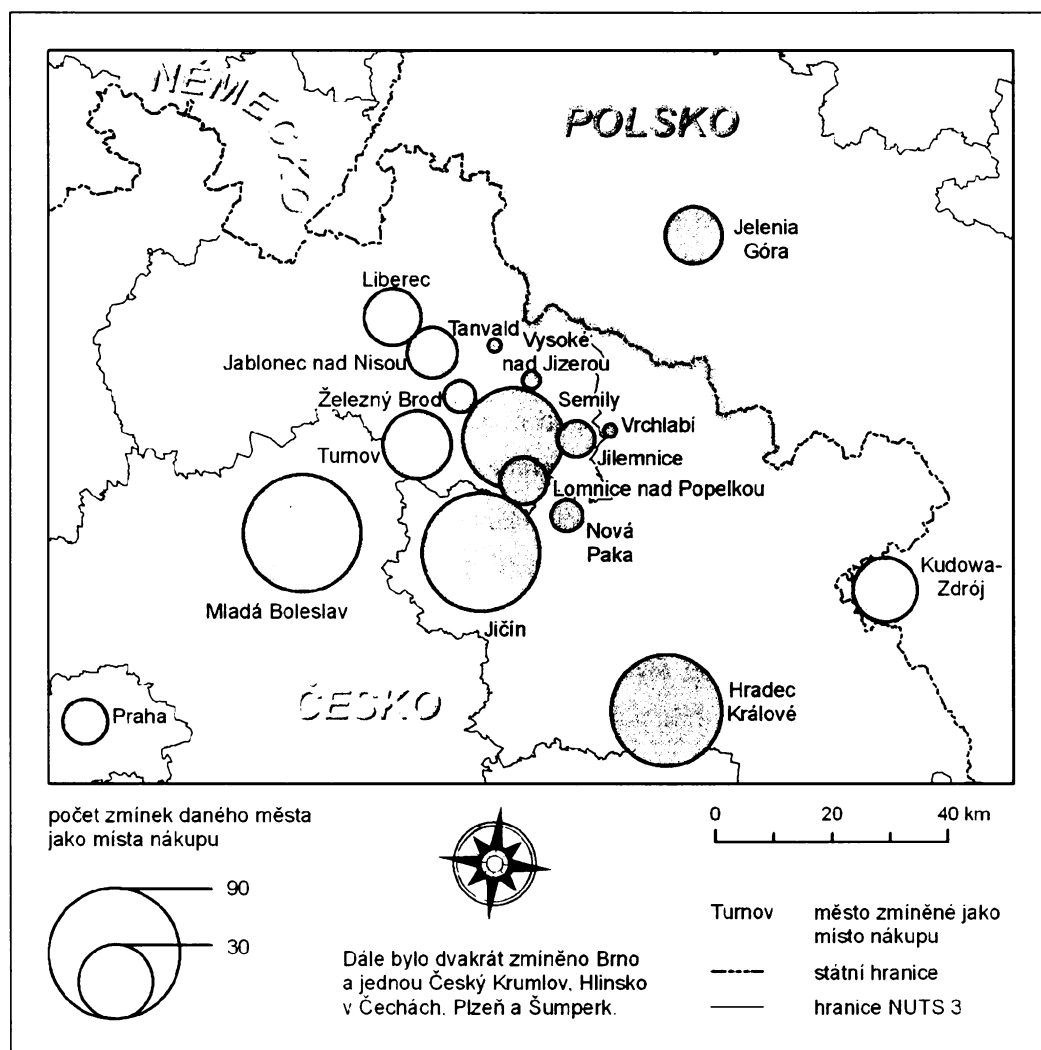 NĚMECKO
POLSKO
Jelenia
Góra
Liberec
Tanvald
Vysoké
nad Jizerou
Jablonec nad Nisou
Železný Brod
Semily
Vrchlabí
Turnov
Jilemnice
Lomnice nad Popelkou
Nová
Paka
Kudowa-
Zdrój
Mladá Boleslav
Jičín
ČESKO
Hradec
Králové
Praha
počet zmínek daného města
jako místa nákupu
90
30
Dále bylo dvakrát zmíněno Brno
a jednou Český Krumlov, Hlinsko
v Čechách, Plzeň a Šumperk.
0 20 40 km
Turnov město zmíněné jako
místo nákupu
státní hranice
hranice NUTS 3